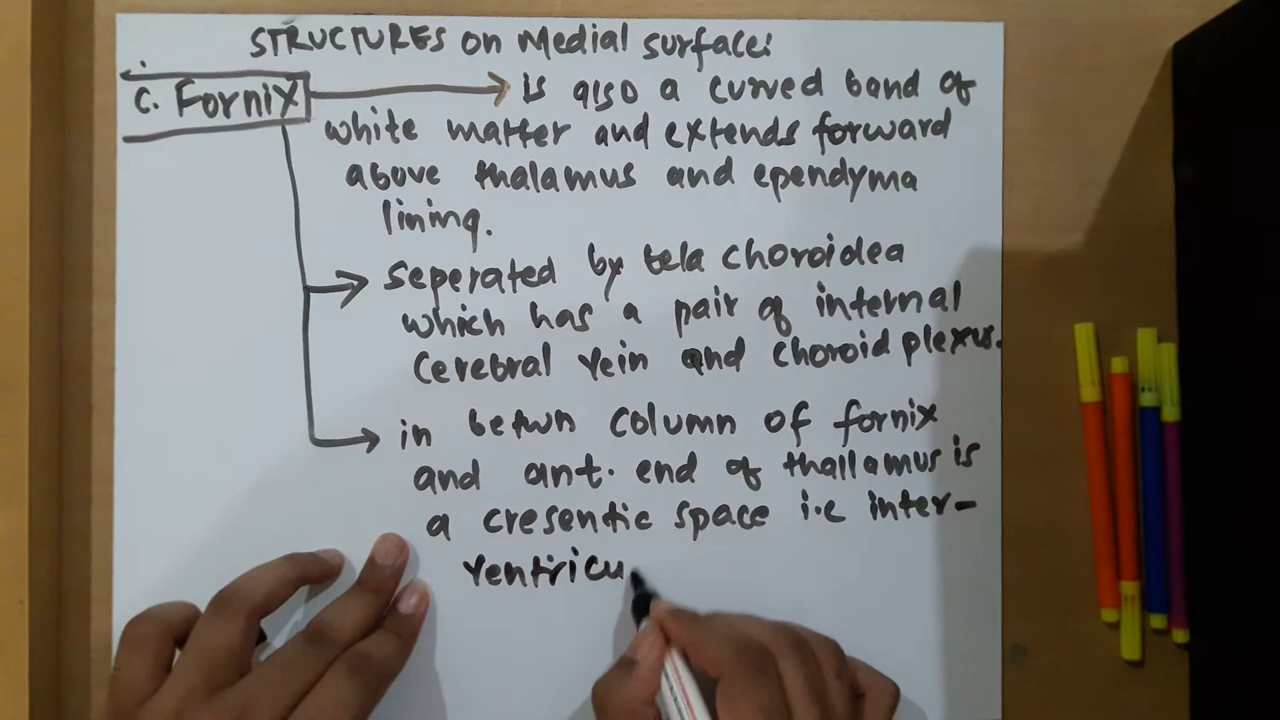 STRUCTURES on Medial surface:
c. Fornix → is also a curved band of
white matter and extends forward
above thalamus and ependyma
lining.
→ seperated by tela choroidea
which has a pair of internal
cerebral vein and choroid plexus.
→ in betwn column of fornix
and ant. end of thallamus is
a cresentic space i.e inter-
ventricu